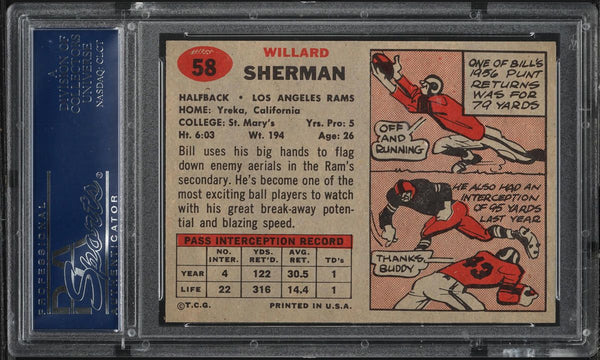 58
WILLARD
SHERMAN
HALFBACK • LOS ANGELES RAMS
HOME: Yreka, California
COLLEGE: St. Mary's Yrs. Pro: 5
Ht. 6:03 Wt. 194 Age: 26
Bill uses his big hands to flag
down enemy aerials in the Ram's
secondary. He's become one of the
most exciting ball players to watch
with his great break-away poten-
tial and blazing speed.
PASS INTERCEPTION RECORD
NO. INTER. YDS. RET'D. AVG. RET. TD's
YEAR 4 122 30.5 1
LIFE 22 316 14.4 1
©T.C.G. PRINTED IN U.S.A.
ONE OF BILL'S
1956 PUNT
RETURNS
WAS FOR
79 YARDS
OFF
AND
RUNNING
HE ALSO HAD AN
INTERCEPTION
OF 95 YARDS
LAST YEAR
THANKS,
BUDDY
43
A
DIVISION OF
COLLECTORS
UNIVERSE
NASDAQ: CLCT
PROFESSIONAL
PSA
Sports
AUTHENTICATOR